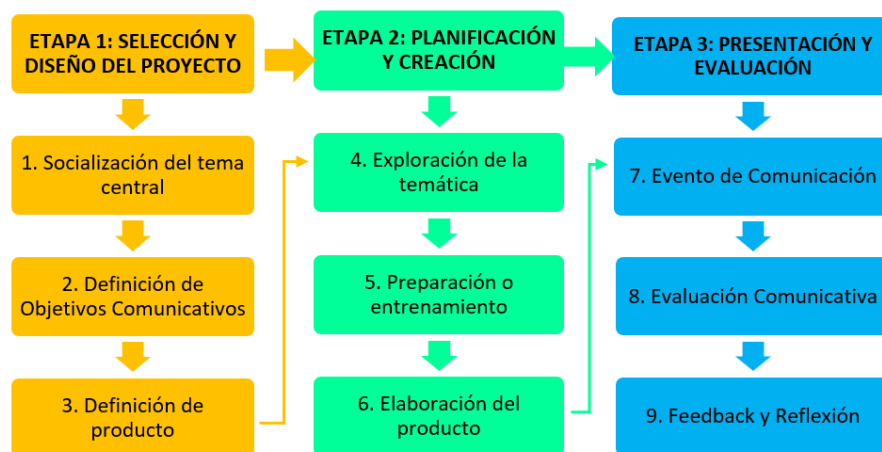 ETAPA 1: SELECCIÓN Y
DISEÑO DEL PROYECTO
1. Socialización del tema
central
2. Definición de
Objetivos Comunicativos
3. Definición de
producto
ETAPA 2: PLANIFICACIÓN
Y CREACIÓN
4. Exploración de la
temática
5. Preparación o
entrenamiento
6. Elaboración del
producto
ETAPA 3: PRESENTACIÓN Y
EVALUACIÓN
7. Evento de Comunicación
8. Evaluación Comunicativa
9. Feedback y Reflexión